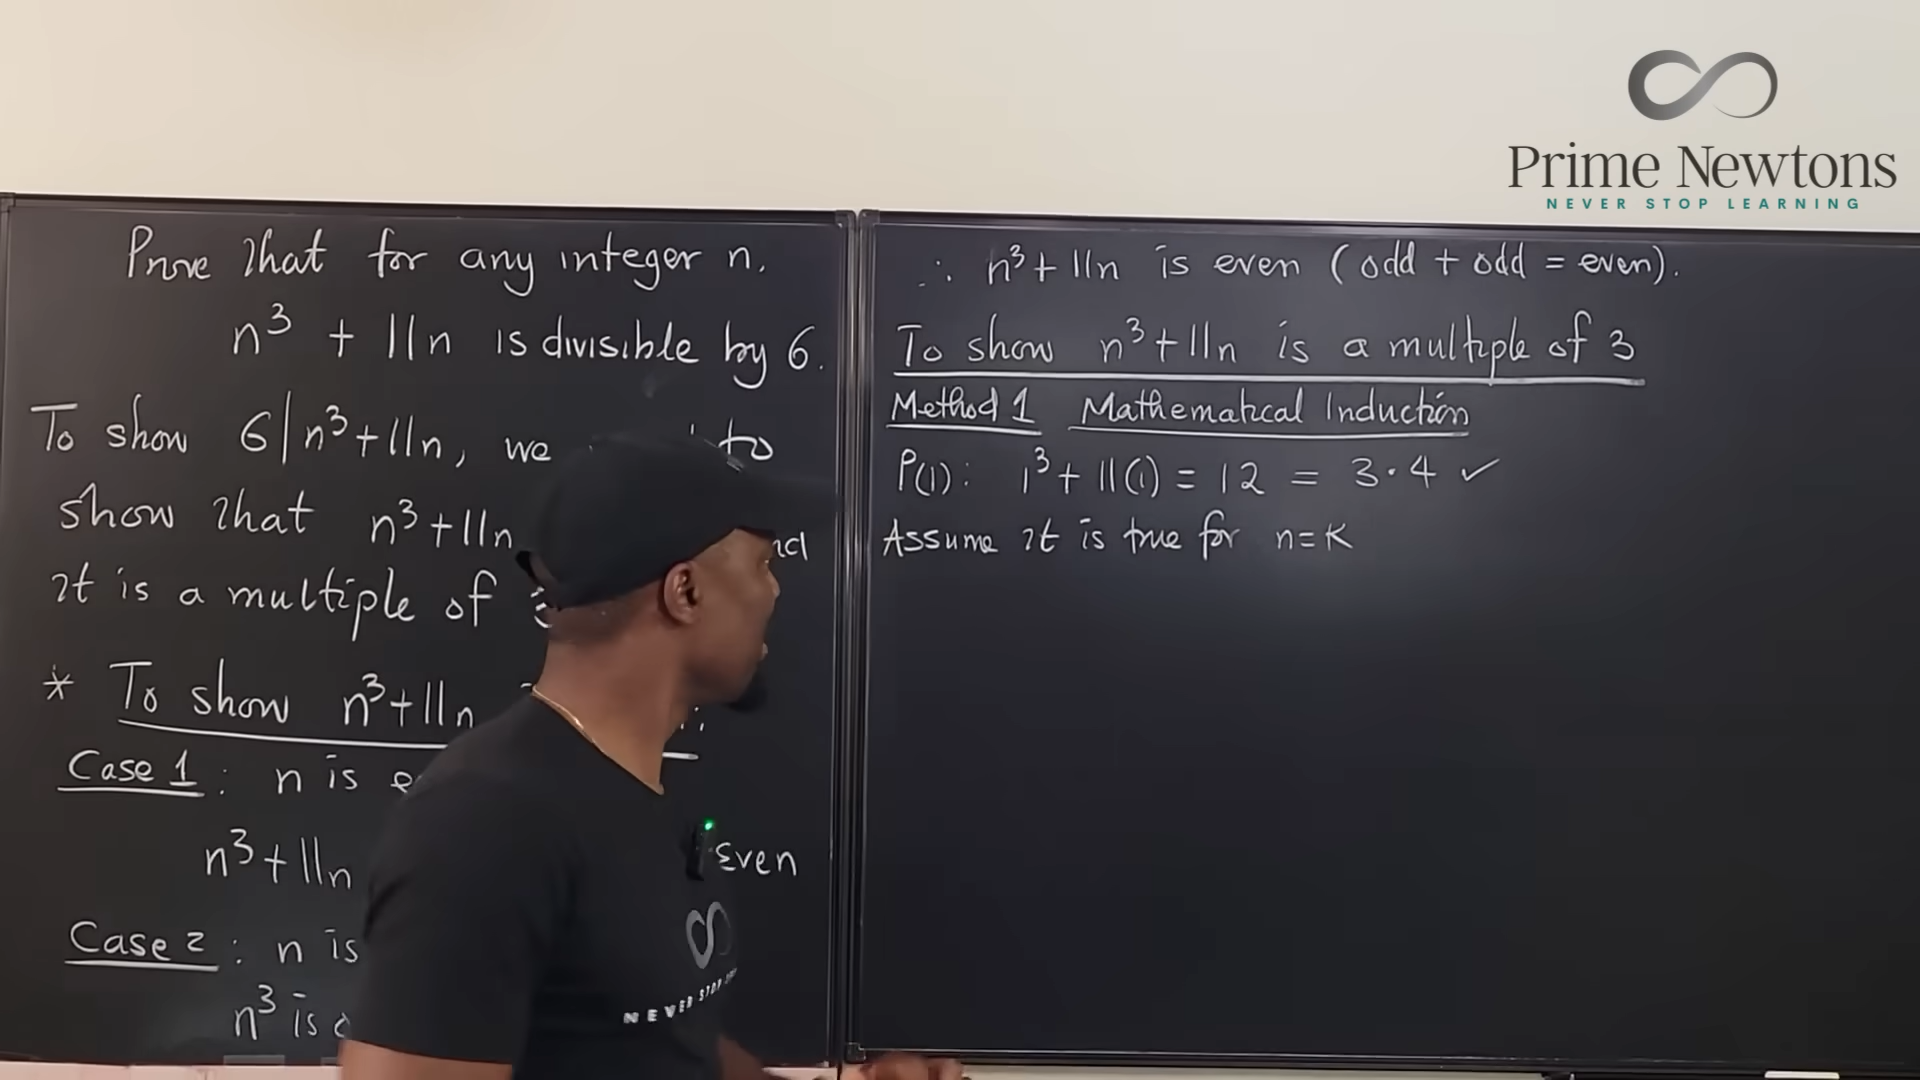 Prime Newtons
NEVER STOP LEARNING
Prove that for any integer n,
n³ + 11n is divisible by 6.
To show 6|n³+11n, we to
show that n³+11n
it is a multiple of
* To show n³+11n
Case 1 : n is
n³+11n Even
Case 2 : n is
n³ is
∴ n³+11n is even (odd + odd = even).
To show n³+11n is a multiple of 3
Method 1 Mathematical Induction
P(1): 1³+11(1) = 12 = 3·4 ✓
Assume it is true for n=K
NEVER STOP